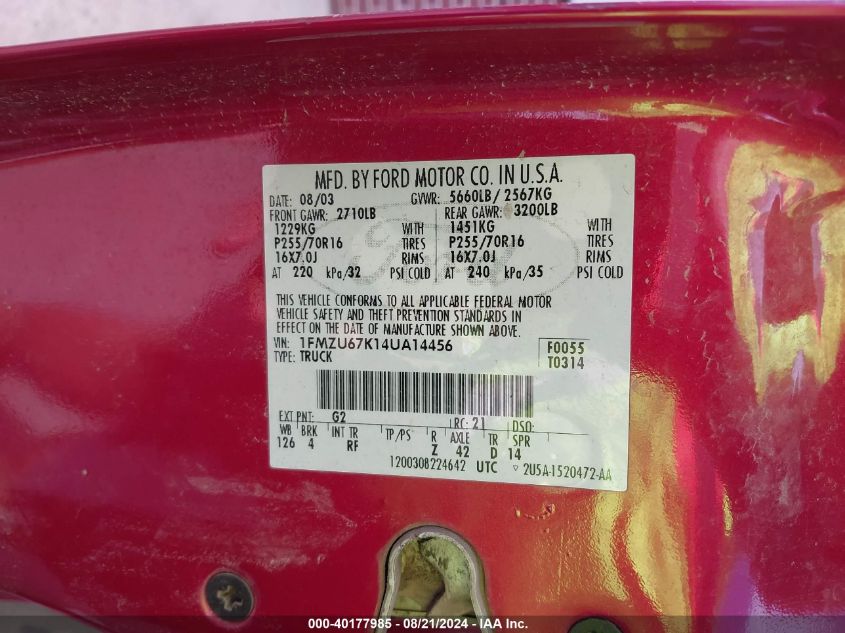 MFD. BY FORD MOTOR CO. IN U.S.A.
DATE: 08/03 GVWR: 5660LB/ 2567KG
FRONT GAWR: 2710LB REAR GAWR: 3200LB
1229KG WITH 1451KG WITH
P255/70R16 TIRES P255/70R16 TIRES
16X7.0J RIMS 16X7.0J RIMS
AT 220 kPa/32 PSI COLD AT 240 kPa/35 PSI COLD
THIS VEHICLE CONFORMS TO ALL APPLICABLE FEDERAL MOTOR
VEHICLE SAFETY AND THEFT PREVENTION STANDARDS IN
EFFECT ON THE DATE OF MANUFACTURE SHOWN ABOVE.
VIN: 1FMZU67K14UA14456 F0055
TYPE: TRUCK T0314
EXT PNT: G2 RC: 21 DSO:
WB BRK INT TR TP/PS R AXLE TR SPR
126 4 RF Z 42 D 14
1200308224642 UTC 2U5A-1520472-AA
Ford
000-40177985 - 08/21/2024 - IAA Inc.